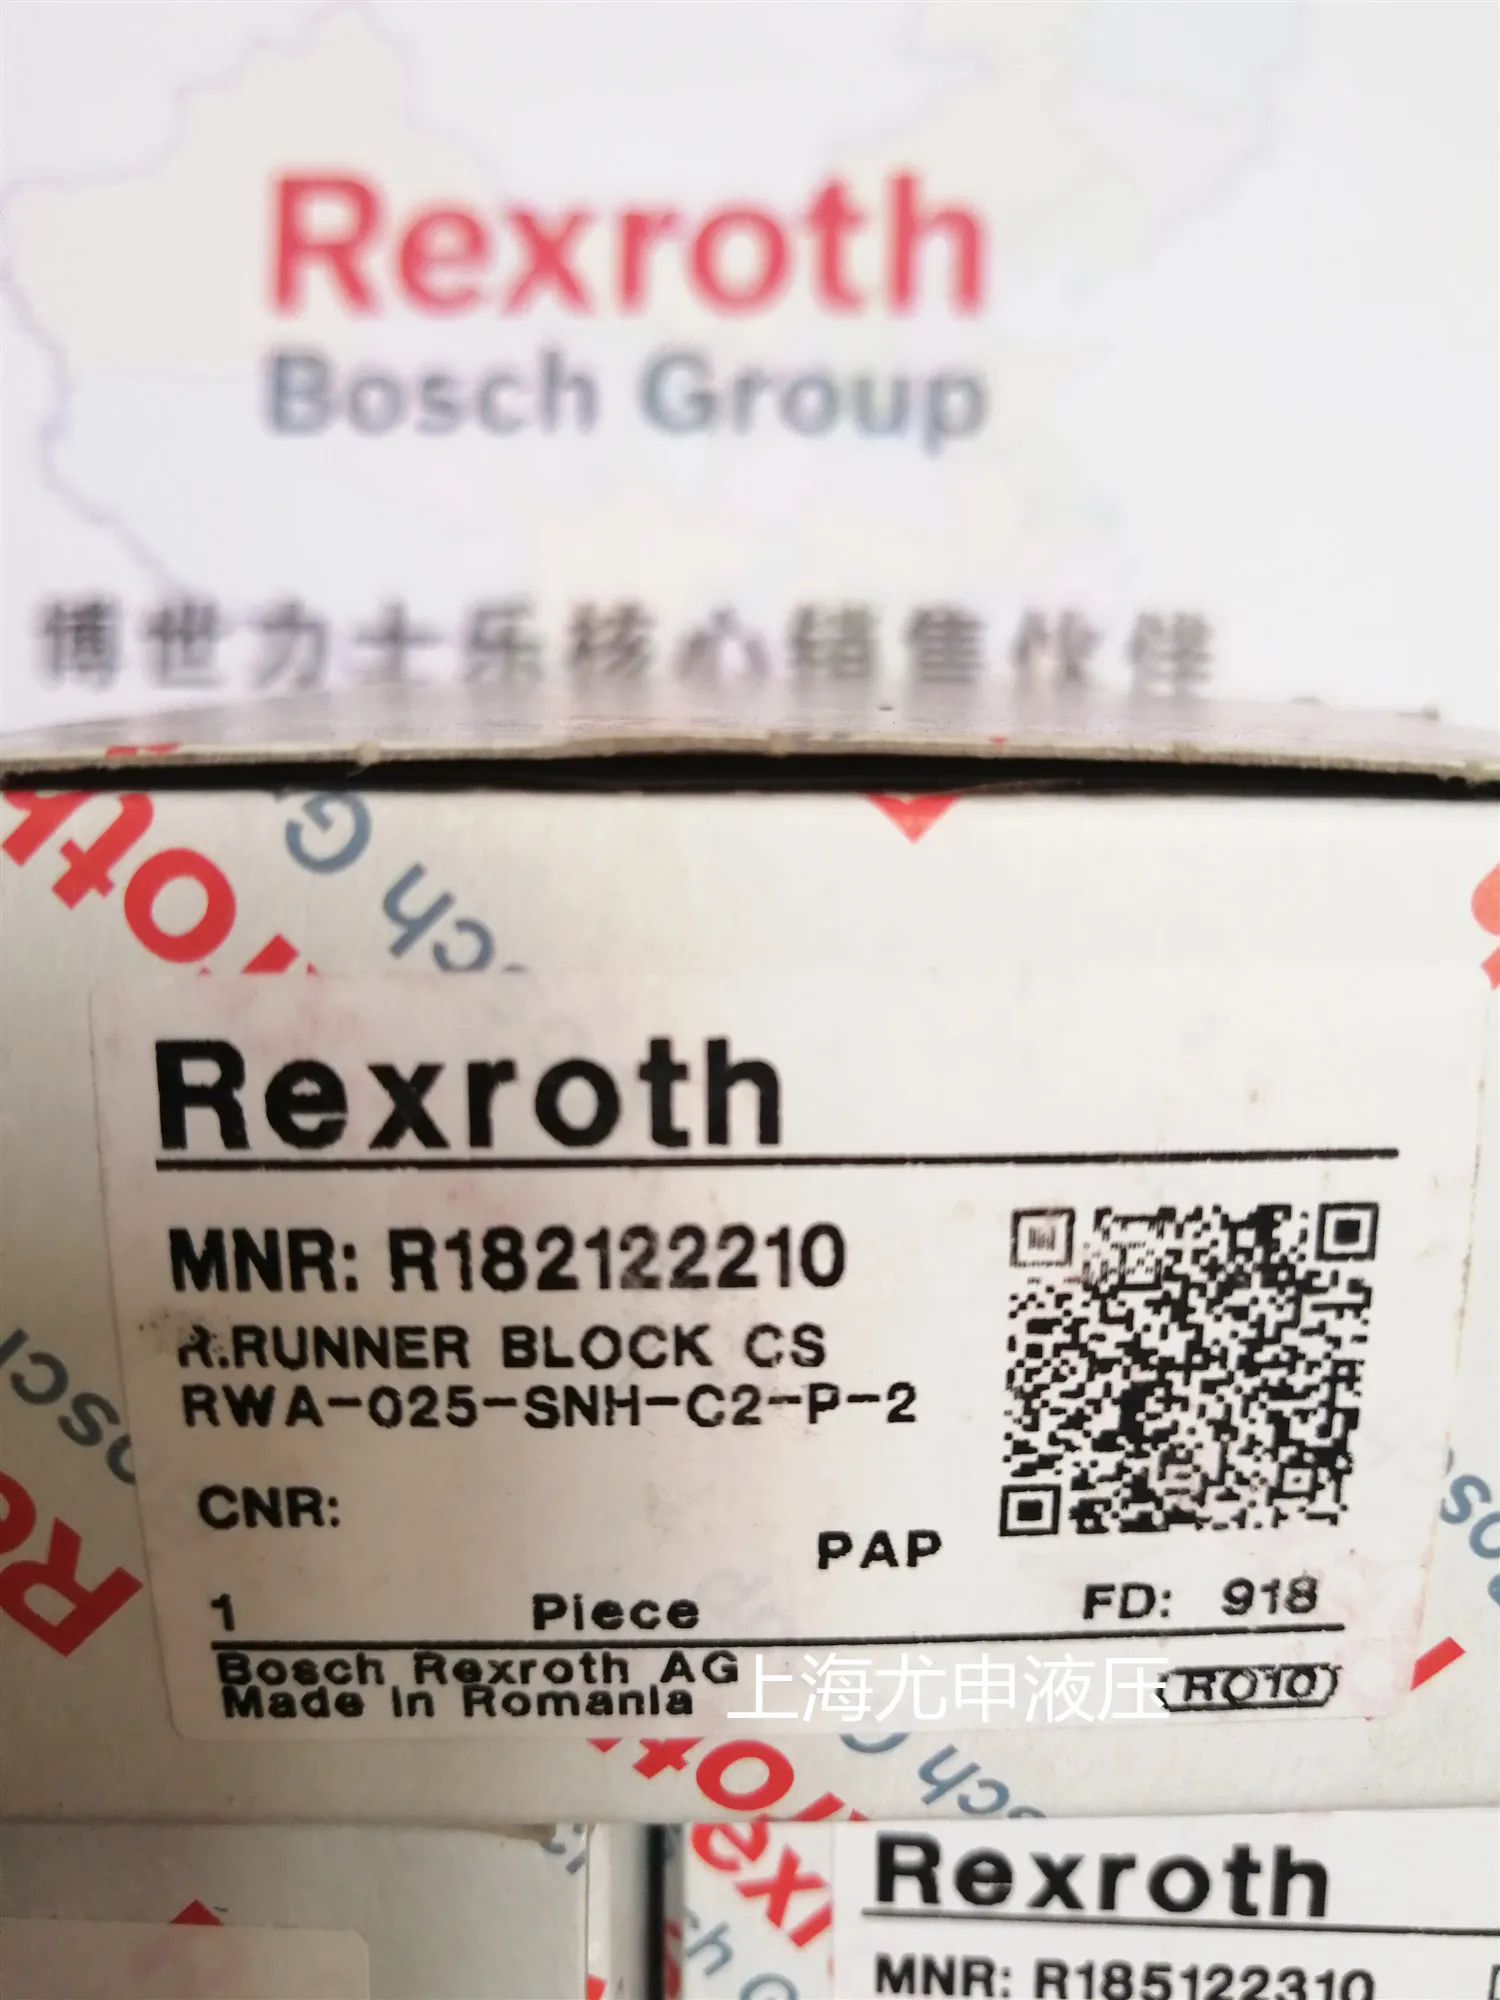 Rexroth
Bosch Group
博世力士乐核心销售伙伴
Rexroth
MNR: R182122210
R.RUNNER BLOCK CS
RWA-025-SNH-C2-P-2
CNR:
PAP
1 Piece FD: 918
Bosch Rexroth AG
Made in Romania
RO10
上海尤申液压
Rexroth
MNR: R185122310